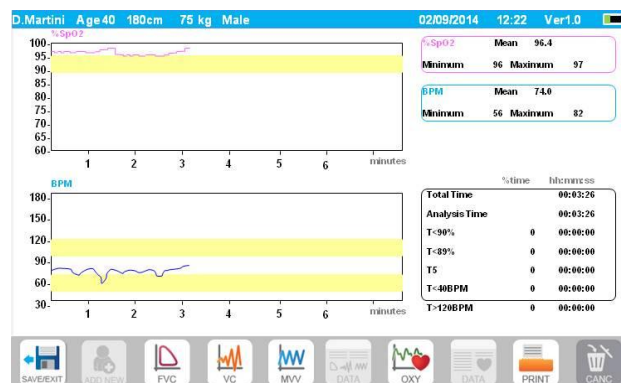 D.Martini Age40 180cm 75 kg Male 02/09/2014 12:22 Ver1.0
%SpO2
100
95
90
85
80
75
70
65
60
1 2 3 4 5 6 minutes
%SpO2 Mean 96.4
Minimum 96 Maximum 97
BPM Mean 74.0
Minimum 56 Maximum 82
BPM
180
150
120
90
60
30
1 2 3 4 5 6 minutes
%time hh:mm:ss
Total Time 00:03:26
Analysis Time 00:03:26
T<90% 0 00:00:00
T<89% 0 00:00:00
T5 0 00:00:00
T<40BPM 0 00:00:00
T>120BPM 0 00:00:00
SAVE/EXIT ADD NEW FVC VC MVV DATA OXY DATA PRINT CANC